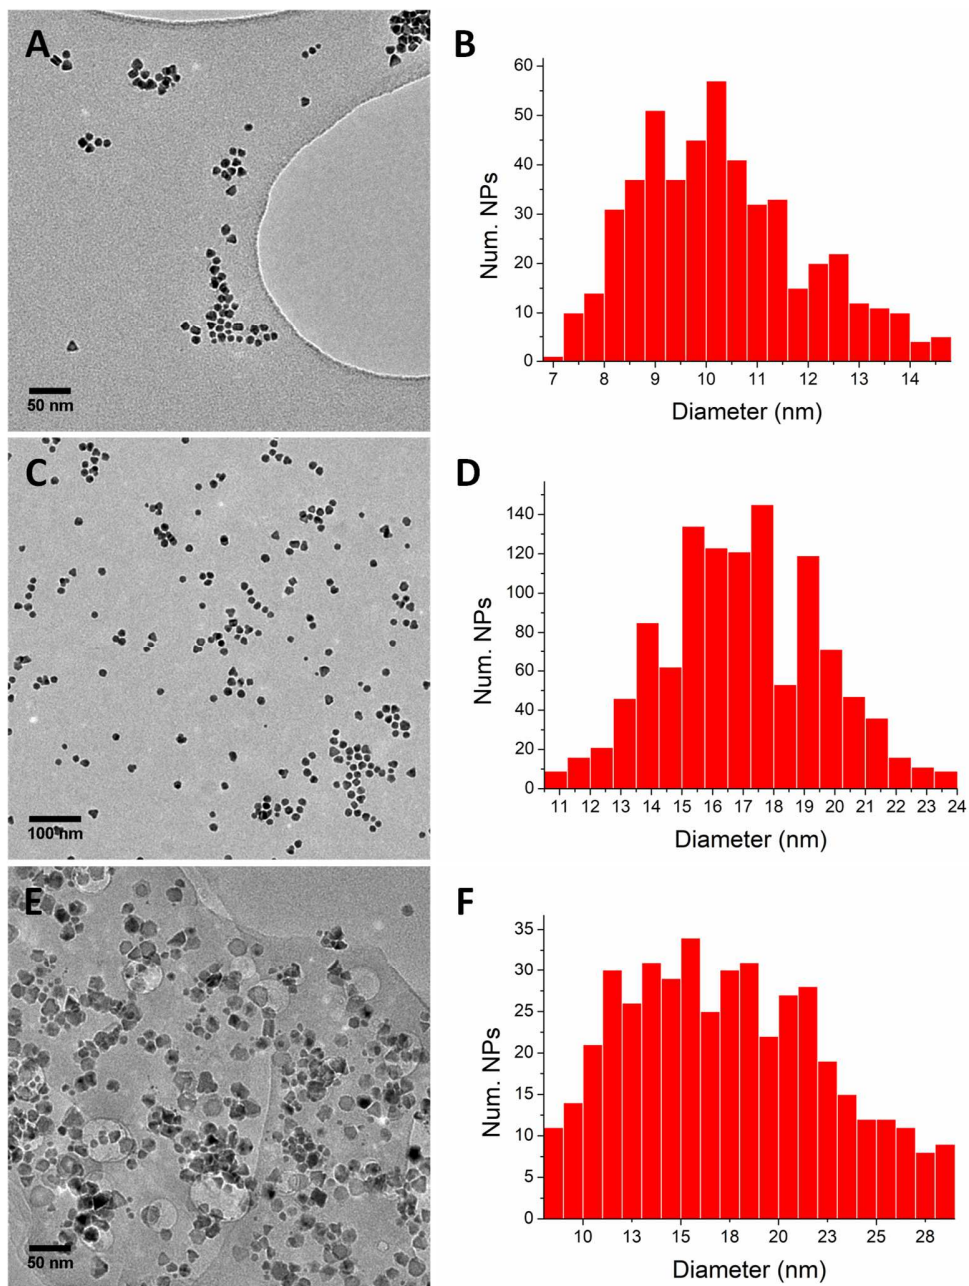 A
50 nm
B
60
50
40
30
20
10
0
Num. NPs
7 8 9 10 11 12 13 14
Diameter (nm)
C
100 nm
D
140
120
100
80
60
40
20
0
Num. NPs
11 12 13 14 15 16 17 18 19 20 21 22 23 24
Diameter (nm)
E
50 nm
F
35
30
25
20
15
10
5
0
Num. NPs
10 13 15 18 20 23 25 28
Diameter (nm)